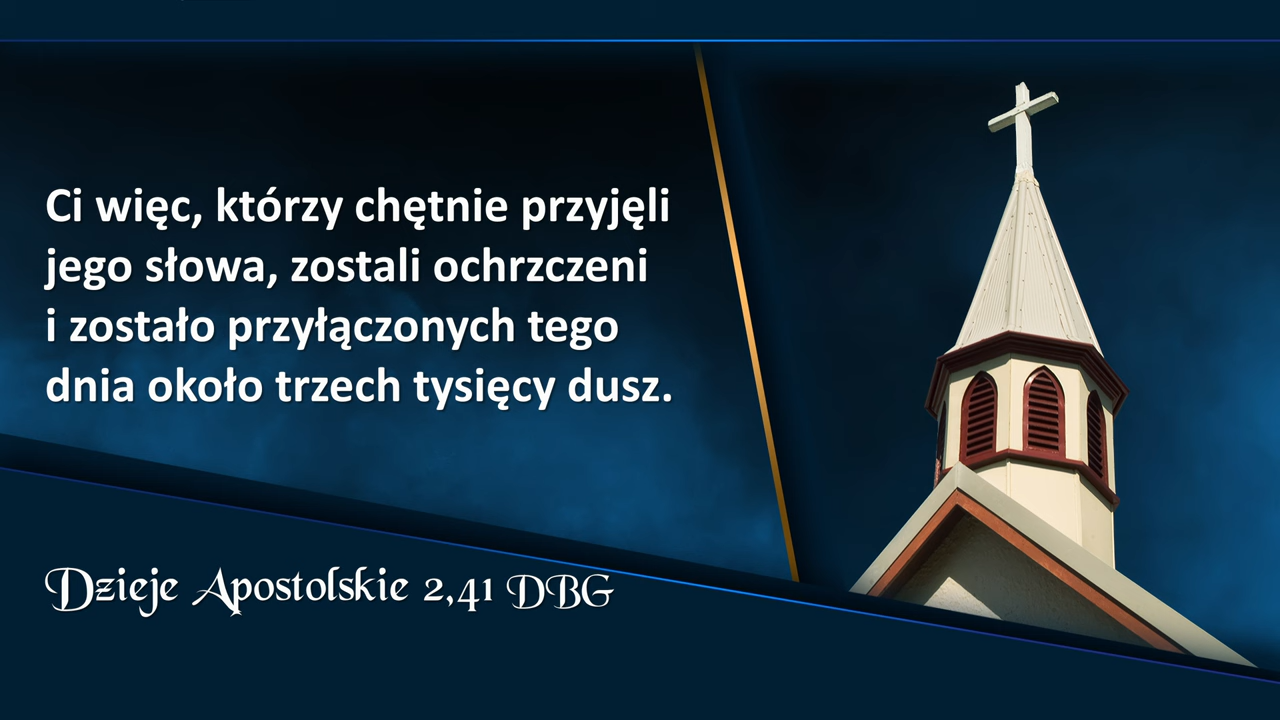 Ci więc, którzy chętnie przyjęli
jego słowa, zostali ochrzczeni
i zostało przyłączonych tego
dnia około trzech tysięcy dusz.
Dzieje Apostolskie 2,41 DBG